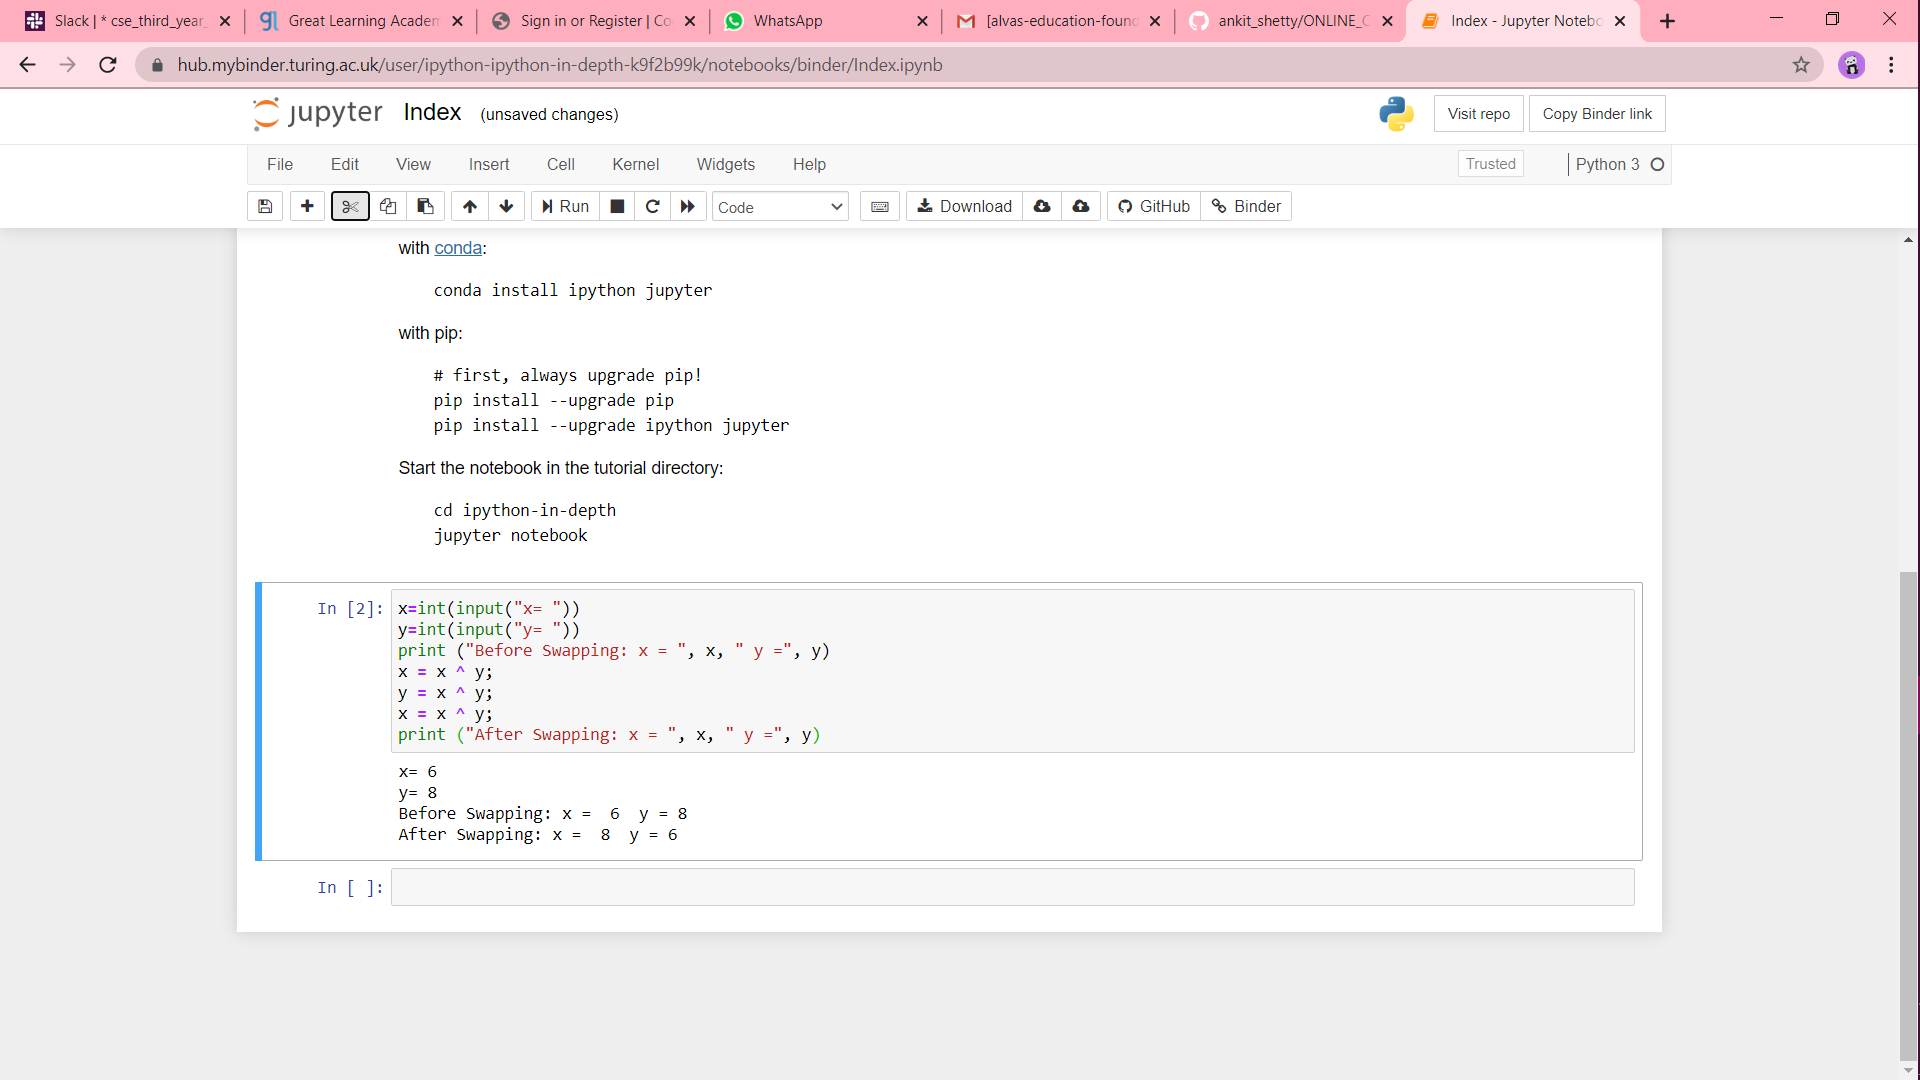 Slack | * cse_third_year_
Great Learning Academ
Sign in or Register | Co
WhatsApp
[alvas-education-found
ankit_shetty/ONLINE_C
Index - Jupyter Notebo
hub.mybinder.turing.ac.uk/user/ipython-ipython-in-depth-k9f2b99k/notebooks/binder/Index.ipynb
jupyter Index (unsaved changes)
Visit repo
Copy Binder link
File Edit View Insert Cell Kernel Widgets Help
Trusted
Python 3
Run
Code
Download
GitHub
Binder
with conda:
conda install ipython jupyter
with pip:
# first, always upgrade pip!
pip install --upgrade pip
pip install --upgrade ipython jupyter
Start the notebook in the tutorial directory:
cd ipython-in-depth
jupyter notebook
In [2]:
x=int(input("x= "))
y=int(input("y= "))
print ("Before Swapping: x = ", x, " y =", y)
x = x ^ y;
y = x ^ y;
x = x ^ y;
print ("After Swapping: x = ", x, " y =", y)
x= 6
y= 8
Before Swapping: x =  6  y = 8
After Swapping: x =  8  y = 6
In [ ]: